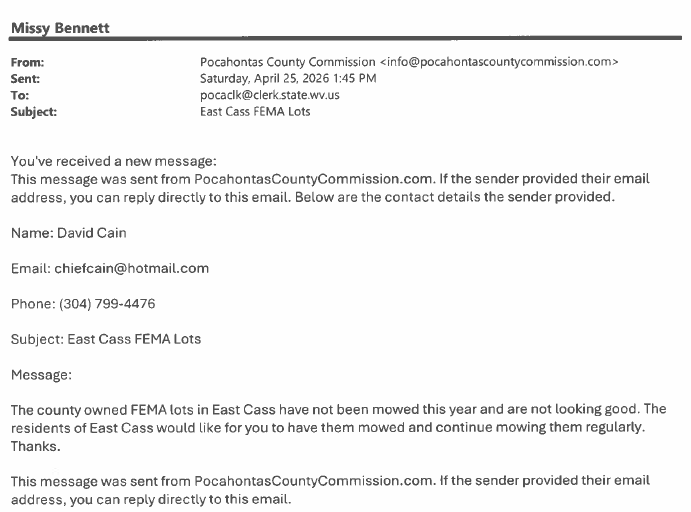 Missy Bennett
From: Pocahontas County Commission <info@pocahontascountycommission.com>
Sent: Saturday, April 25, 2026 1:45 PM
To: pocaclk@clerk.state.wv.us
Subject: East Cass FEMA Lots
You've received a new message:
This message was sent from PocahontasCountyCommission.com. If the sender provided their email
address, you can reply directly to this email. Below are the contact details the sender provided.
Name: David Cain
Email: chiefcain@hotmail.com
Phone: (304) 799-4476
Subject: East Cass FEMA Lots
Message:
The county owned FEMA lots in East Cass have not been mowed this year and are not looking good. The
residents of East Cass would like for you to have them mowed and continue mowing them regularly.
Thanks.
This message was sent from PocahontasCountyCommission.com. If the sender provided their email
address, you can reply directly to this email.